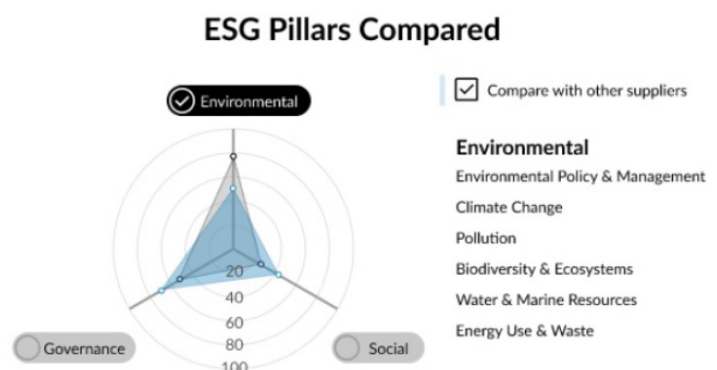 ESG Pillars Compared
Environmental
Compare with other suppliers
Environmental
Environmental Policy & Management
Climate Change
Pollution
Biodiversity & Ecosystems
Water & Marine Resources
Energy Use & Waste
20
40
60
80
100
Governance
Social